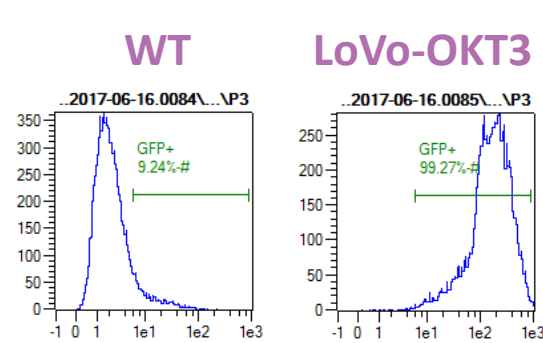 WT
LoVo-OKT3
..2017-06-16.0084\...\P3
350
300
250
200
150
100
50
0
GFP+
9.24%-#
-1 0 1 1e1 1e2 1e3
..2017-06-16.0085\...\P3
250
200
150
100
50
0
GFP+
99.27%-#
-1 0 1 1e1 1e2 1e3